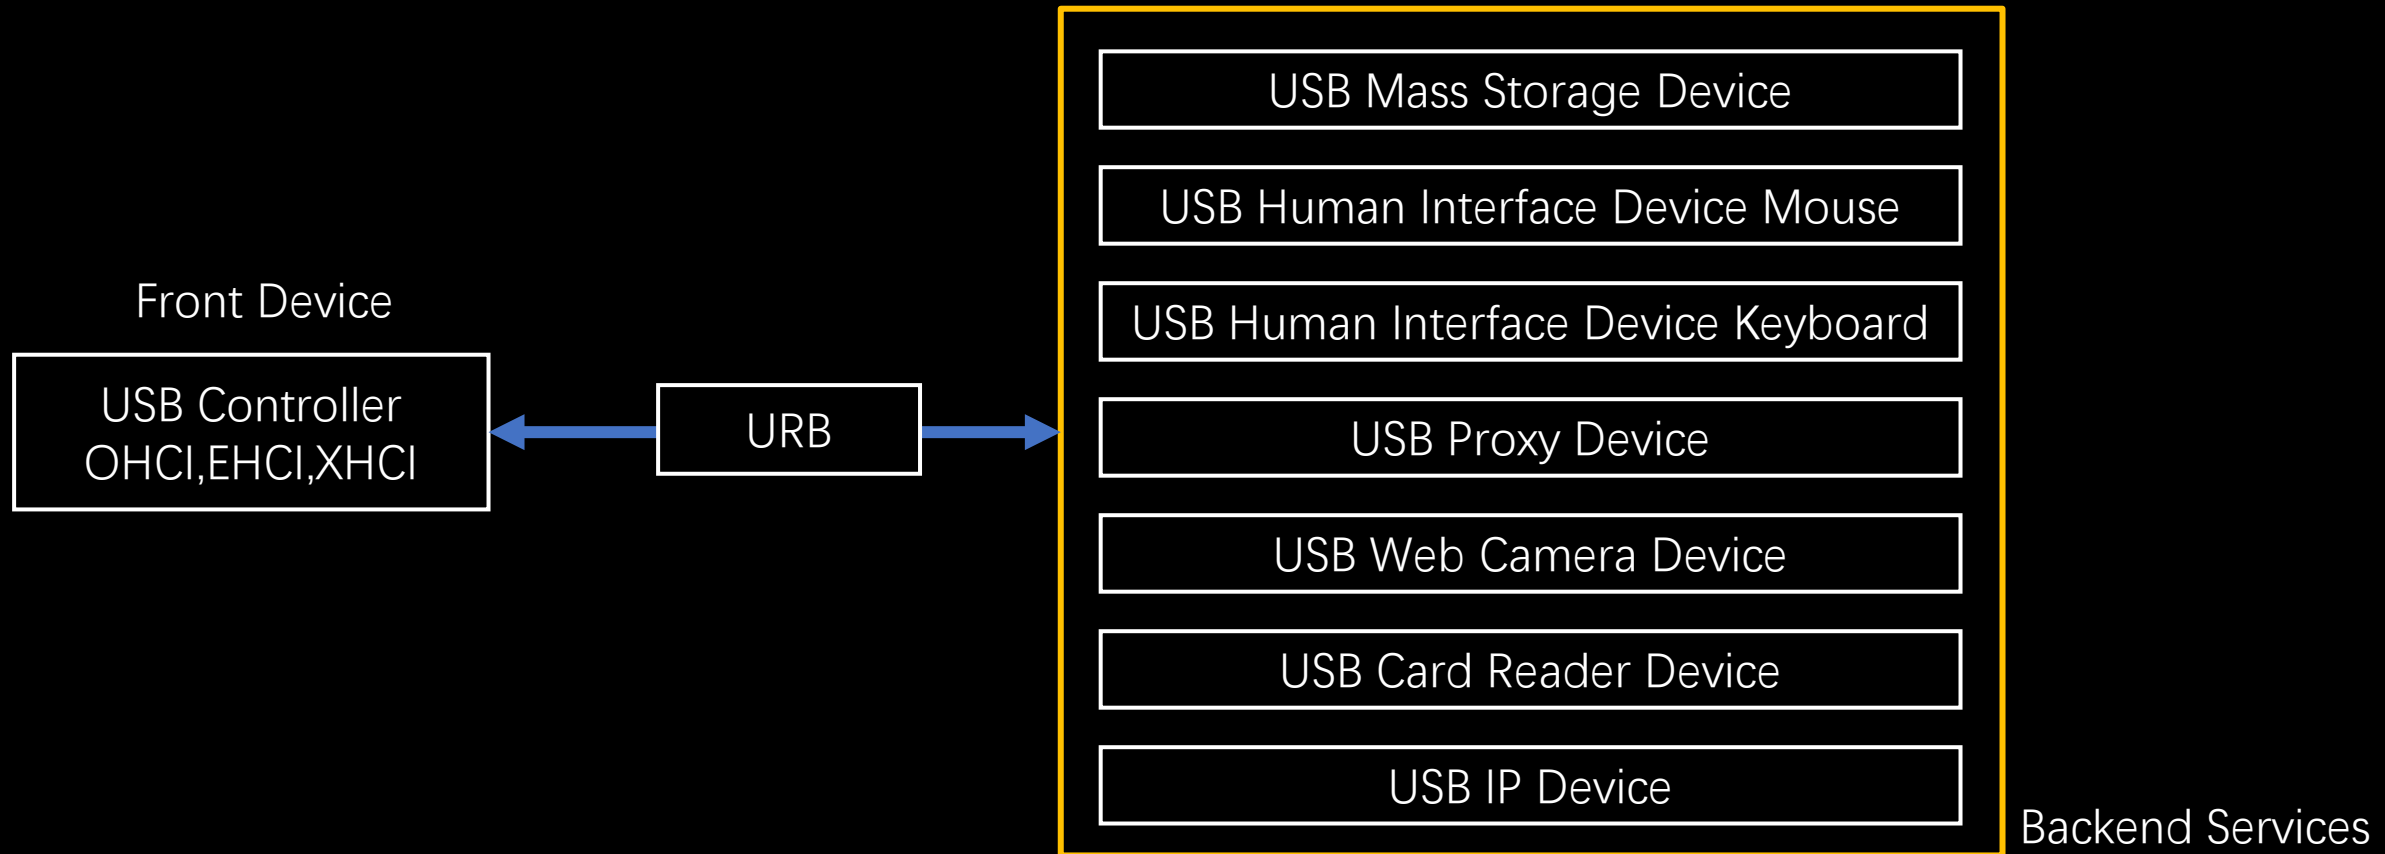 Front Device
USB Controller
OHCI,EHCI,XHCI
URB
USB Mass Storage Device
USB Human Interface Device Mouse
USB Human Interface Device Keyboard
USB Proxy Device
USB Web Camera Device
USB Card Reader Device
USB IP Device
Backend Services